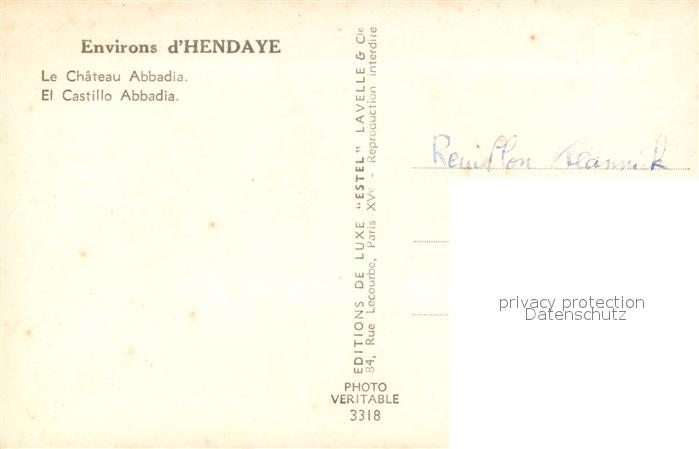 Environs d'HENDAYE
Le Château Abbadia.
El Castillo Abbadia.
EDITIONS DE LUXE "ESTEL" LAVELLE & Cie
84, Rue Lecourbe, Paris XVe - Reproduction interdite
PHOTO
VERITABLE
3318
privacy protection
Datenschutz